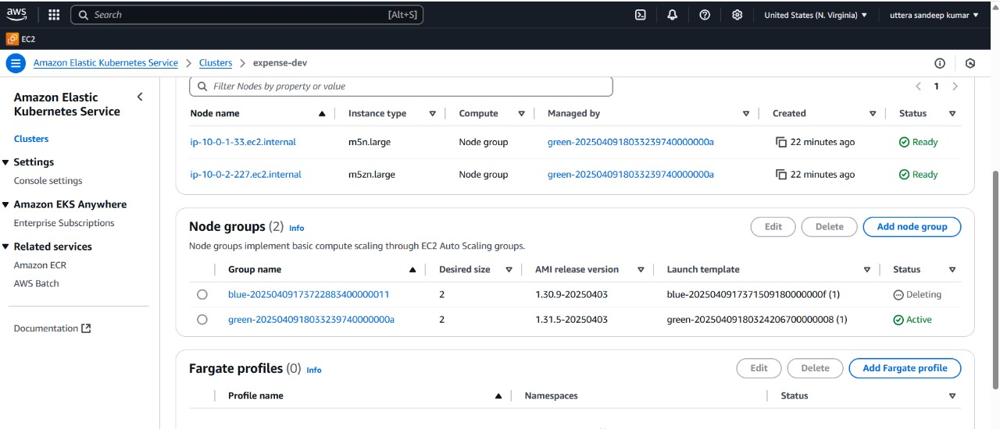 aws Search [Alt+S] United States (N. Virginia) uttera sandeep kumar
EC2
Amazon Elastic Kubernetes Service Clusters expense-dev
Amazon Elastic Kubernetes Service
Clusters
Settings
Console settings
Amazon EKS Anywhere
Enterprise Subscriptions
Related services
Amazon ECR
AWS Batch
Documentation
Filter Nodes by property or value 1
Node name Instance type Compute Managed by Created Status
ip-10-0-1-33.ec2.internal m5n.large Node group green-2025040918033239740000000a 22 minutes ago Ready
ip-10-0-2-227.ec2.internal m5zn.large Node group green-2025040918033239740000000a 22 minutes ago Ready
Node groups (2) Info Edit Delete Add node group
Node groups implement basic compute scaling through EC2 Auto Scaling groups.
Group name Desired size AMI release version Launch template Status
blue-20250409173722883400000011 2 1.30.9-20250403 blue-2025040917371509180000000f (1) Deleting
green-2025040918033239740000000a 2 1.31.5-20250403 green-20250409180324206700000008 (1) Active
Fargate profiles (0) Info Edit Delete Add Fargate profile
Profile name Namespaces Status